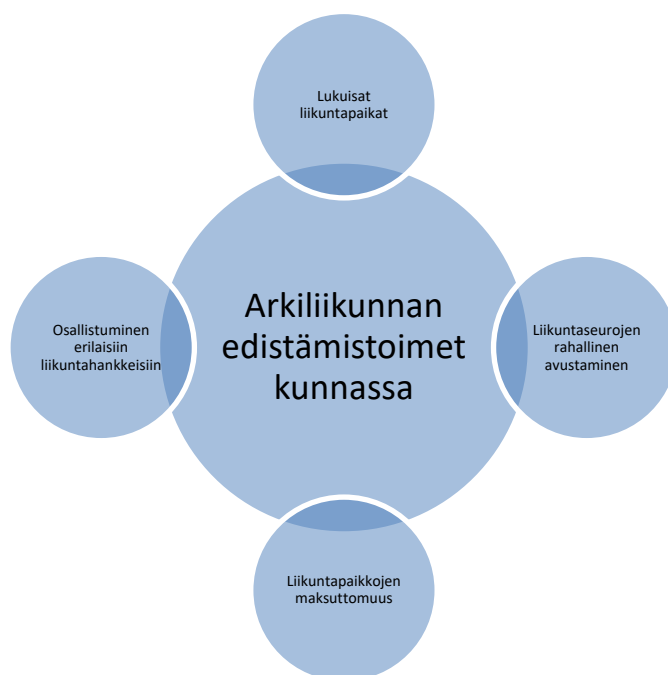 Lukuisat
liikuntapaikat
Arkiliikunnan
edistämistoimet
kunnassa
Osallistuminen
erilaisiin
liikuntahankkeisiin
Liikuntaseurojen
rahallinen
avustaminen
Liikuntapaikkojen
maksuttomuus